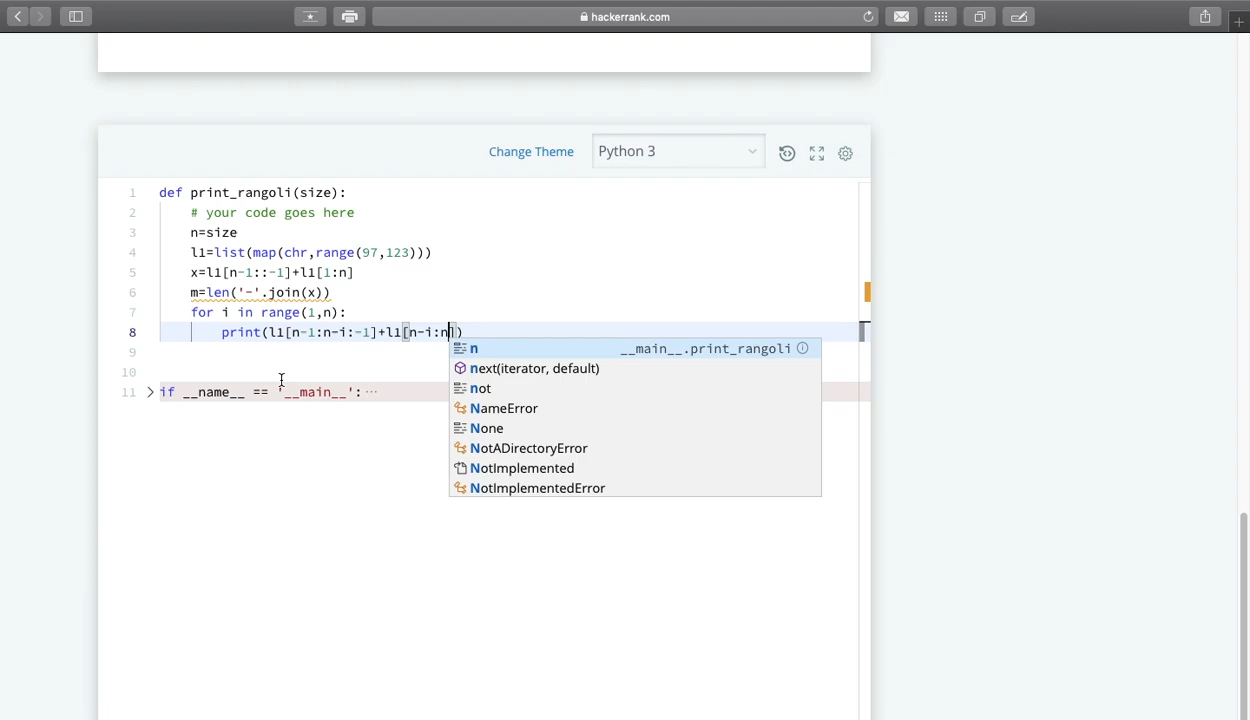 hackerrank.com
Change Theme
Python 3
1 def print_rangoli(size):
2 # your code goes here
3 n=size
4 l1=list(map(chr,range(97,123)))
5 x=l1[n-1::-1]+l1[1:n]
6 m=len('-'.join(x))
7 for i in range(1,n):
8 print(l1[n-1:n-i:-1]+l1[n-i:n])
n __main__.print_rangoli
9
next(iterator, default)
10
not
11 if __name__ == '__main__': ···
NameError
None
NotADirectoryError
NotImplemented
NotImplementedError